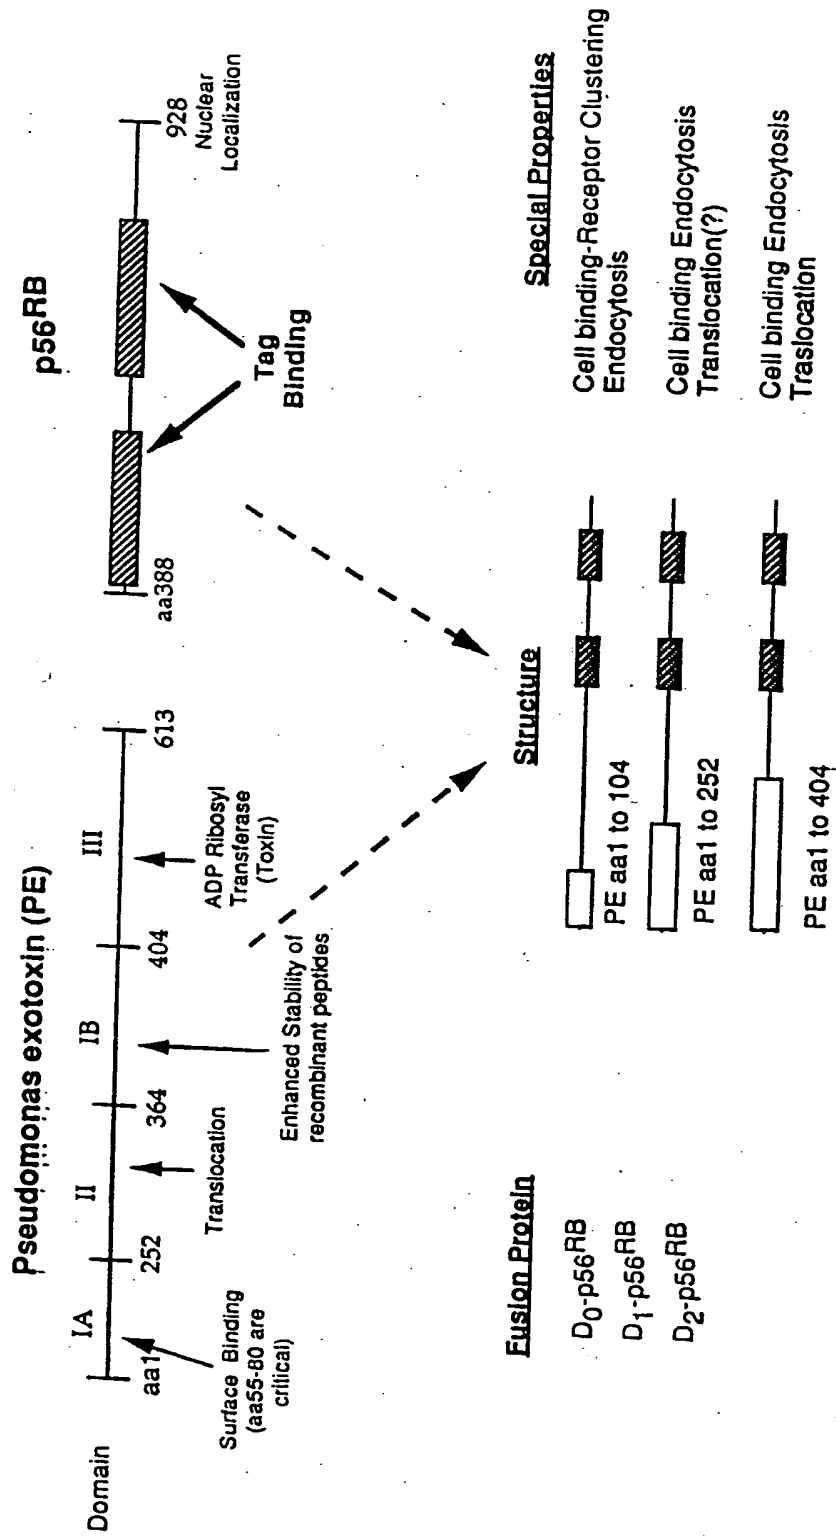 Pseudomonas exotoxin (PE)
p56RB
Domain
IA
II
IB
III
aa1
252
364
404
613
aa388
928
Nuclear
Localization
Surface Binding
(aa55-80 are
critical)
Translocation
Enhanced Stability of
recombinant peptides
ADP Ribosyl
Transferase
(Toxin)
Tag
Binding
Fusion Protein
Structure
Special Properties
D0-p56RB
PE aa1 to 104
Cell binding-Receptor Clustering
Endocytosis
D1-p56RB
PE aa1 to 252
Cell binding Endocytosis
Translocation(?)
D2-p56RB
PE aa1 to 404
Cell binding Endocytosis
Traslocation